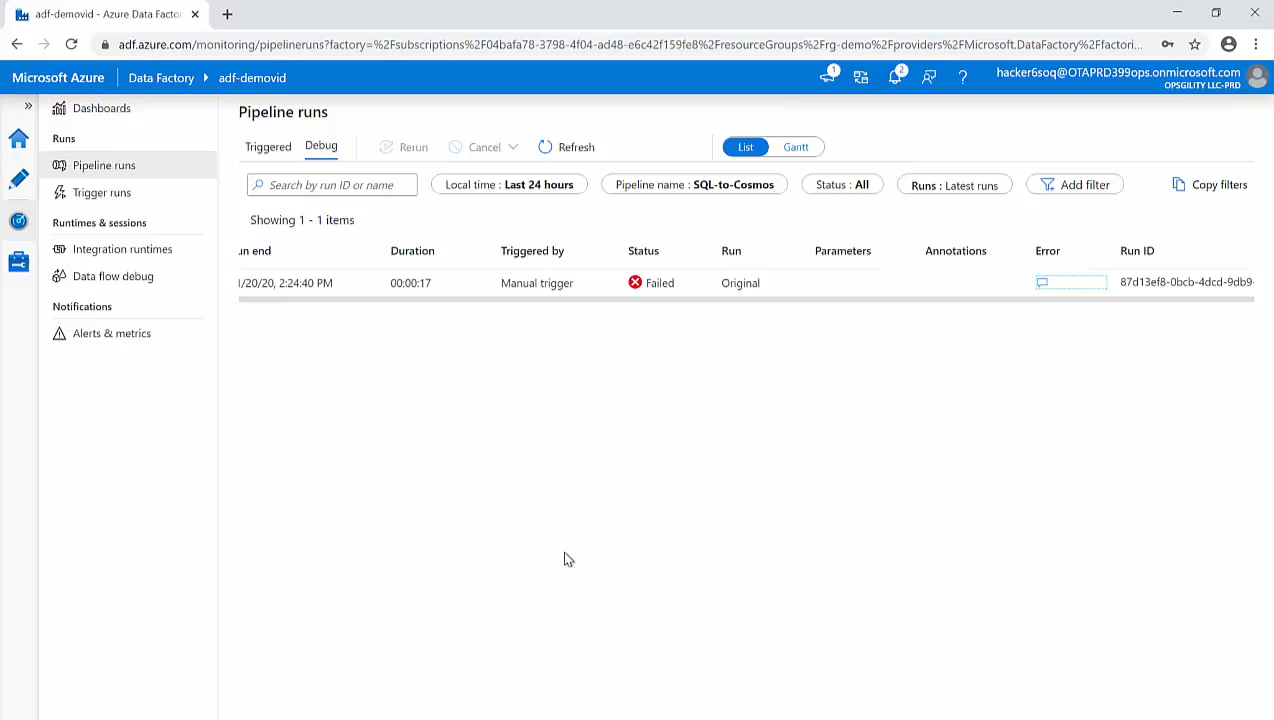 adf-demovid - Azure Data Factory
adf.azure.com/monitoring/pipelineruns?factory=%2Fsubscriptions%2F04bafa78-3798-4f04-ad48-e6c42f159fe8%2FresourceGroups%2Frg-demo%2Fproviders%2FMicrosoft.DataFactory%2Ffactori...
Microsoft Azure Data Factory adf-demovid 1 2 ? hacker6soq@OTAPRD399ops.onmicrosoft.com
OPSGILITY LLC-PRD
Dashboards
Runs
Pipeline runs
Trigger runs
Runtimes & sessions
Integration runtimes
Data flow debug
Notifications
Alerts & metrics
Pipeline runs
Triggered Debug Rerun Cancel Refresh List Gantt
Search by run ID or name Local time : Last 24 hours Pipeline name : SQL-to-Cosmos Status : All Runs : Latest runs Add filter Copy filters
Showing 1 - 1 items
un end Duration Triggered by Status Run Parameters Annotations Error Run ID
/20/20, 2:24:40 PM 00:00:17 Manual trigger Failed Original 87d13ef8-0bcb-4dcd-9db9-